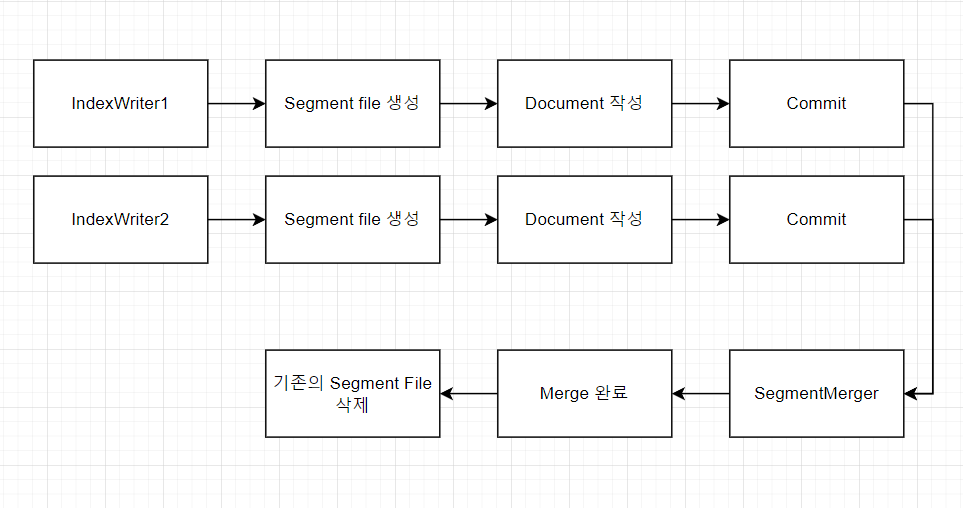 IndexWriter1
Segment file 생성
Document 작성
Commit
IndexWriter2
Segment file 생성
Document 작성
Commit
기존의 Segment File
삭제
Merge 완료
SegmentMerger